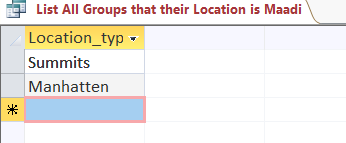 List All Groups that their Location is Maadi
Location_typ
Summits
Manhatten